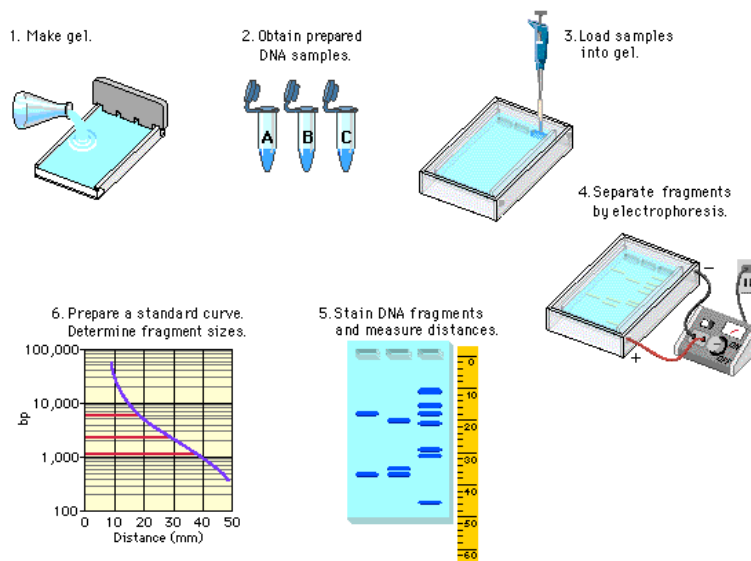 1. Make gel.
2. Obtain prepared
DNA samples.
A B C
3. Load samples
into gel.
4. Separate fragments
by electrophoresis.
−
+
ON
OFF
5. Stain DNA fragments
and measure distances.
0
10
20
30
40
50
60
6. Prepare a standard curve.
Determine fragment sizes.
100,000
10,000
bp
1,000
100
0 10 20 30 40 50
Distance (mm)